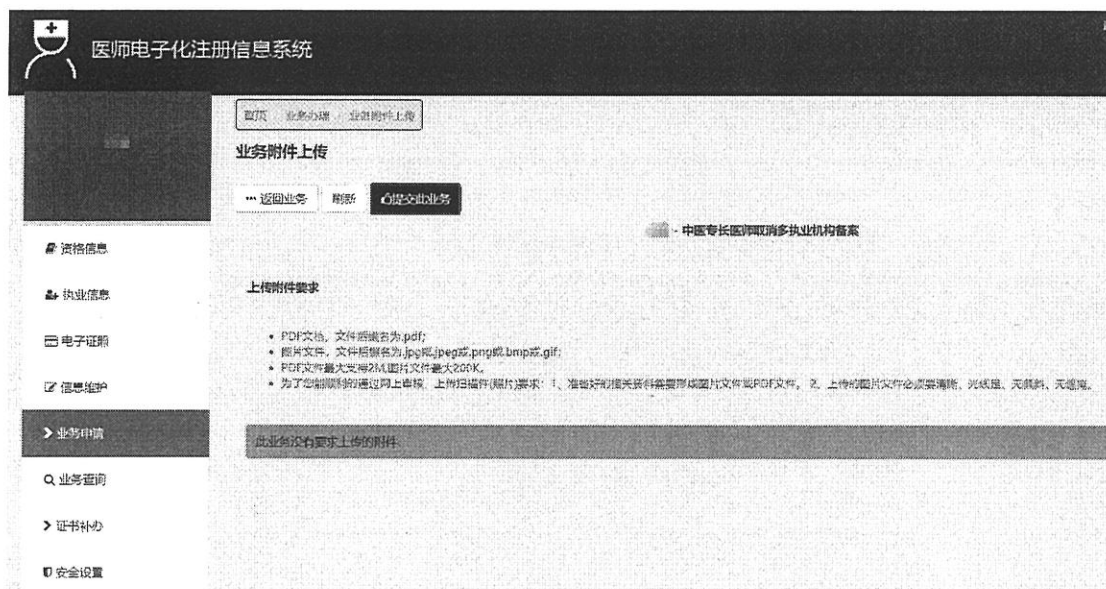 医师电子化注册信息系统
首页 业务办理 业务附件上传
业务附件上传
返回业务 刷新 提交此业务
- 中医专长医师取消多执业机构备案
资格信息
执业信息
电子证照
信息维护
业务申请
业务查询
证书补办
安全设置
上传附件要求
PDF文档，文件后缀名为.pdf;
图片文件，文件后缀名为.jpg或.jpeg或.png或.bmp或.gif;
PDF文件最大支持2M,图片文件最大200K。
为了您能顺利的通过网上审核，上传扫描件(照片)要求：1、准备好的相关资料需要形成图片文件或PDF文件。 2、上传的图片文件必须要清晰、光线足、无倾斜、无遮挡。
此业务没有要求上传的附件